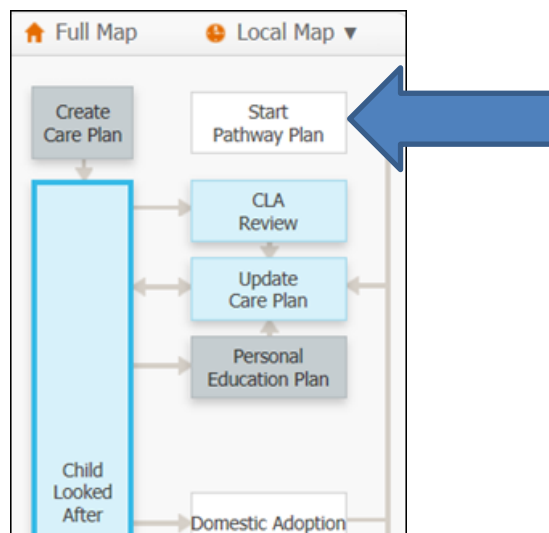 Full Map
Local Map ▼
Create
Care Plan
Start
Pathway Plan
CLA
Review
Update
Care Plan
Personal
Education Plan
Child
Looked
After
Domestic Adoption